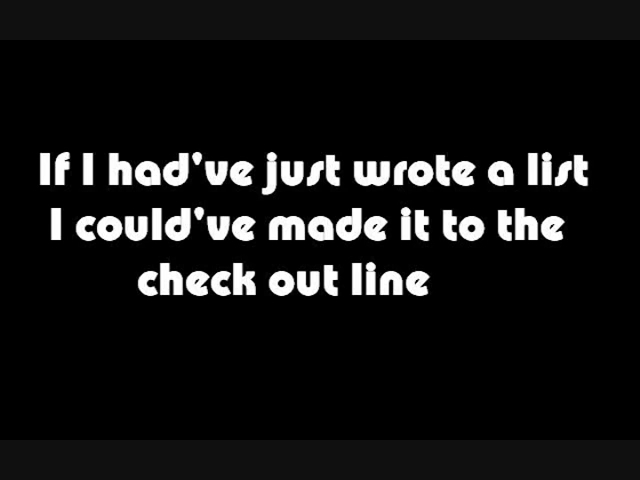 If I had've just wrote a list
I could've made it to the
check out line